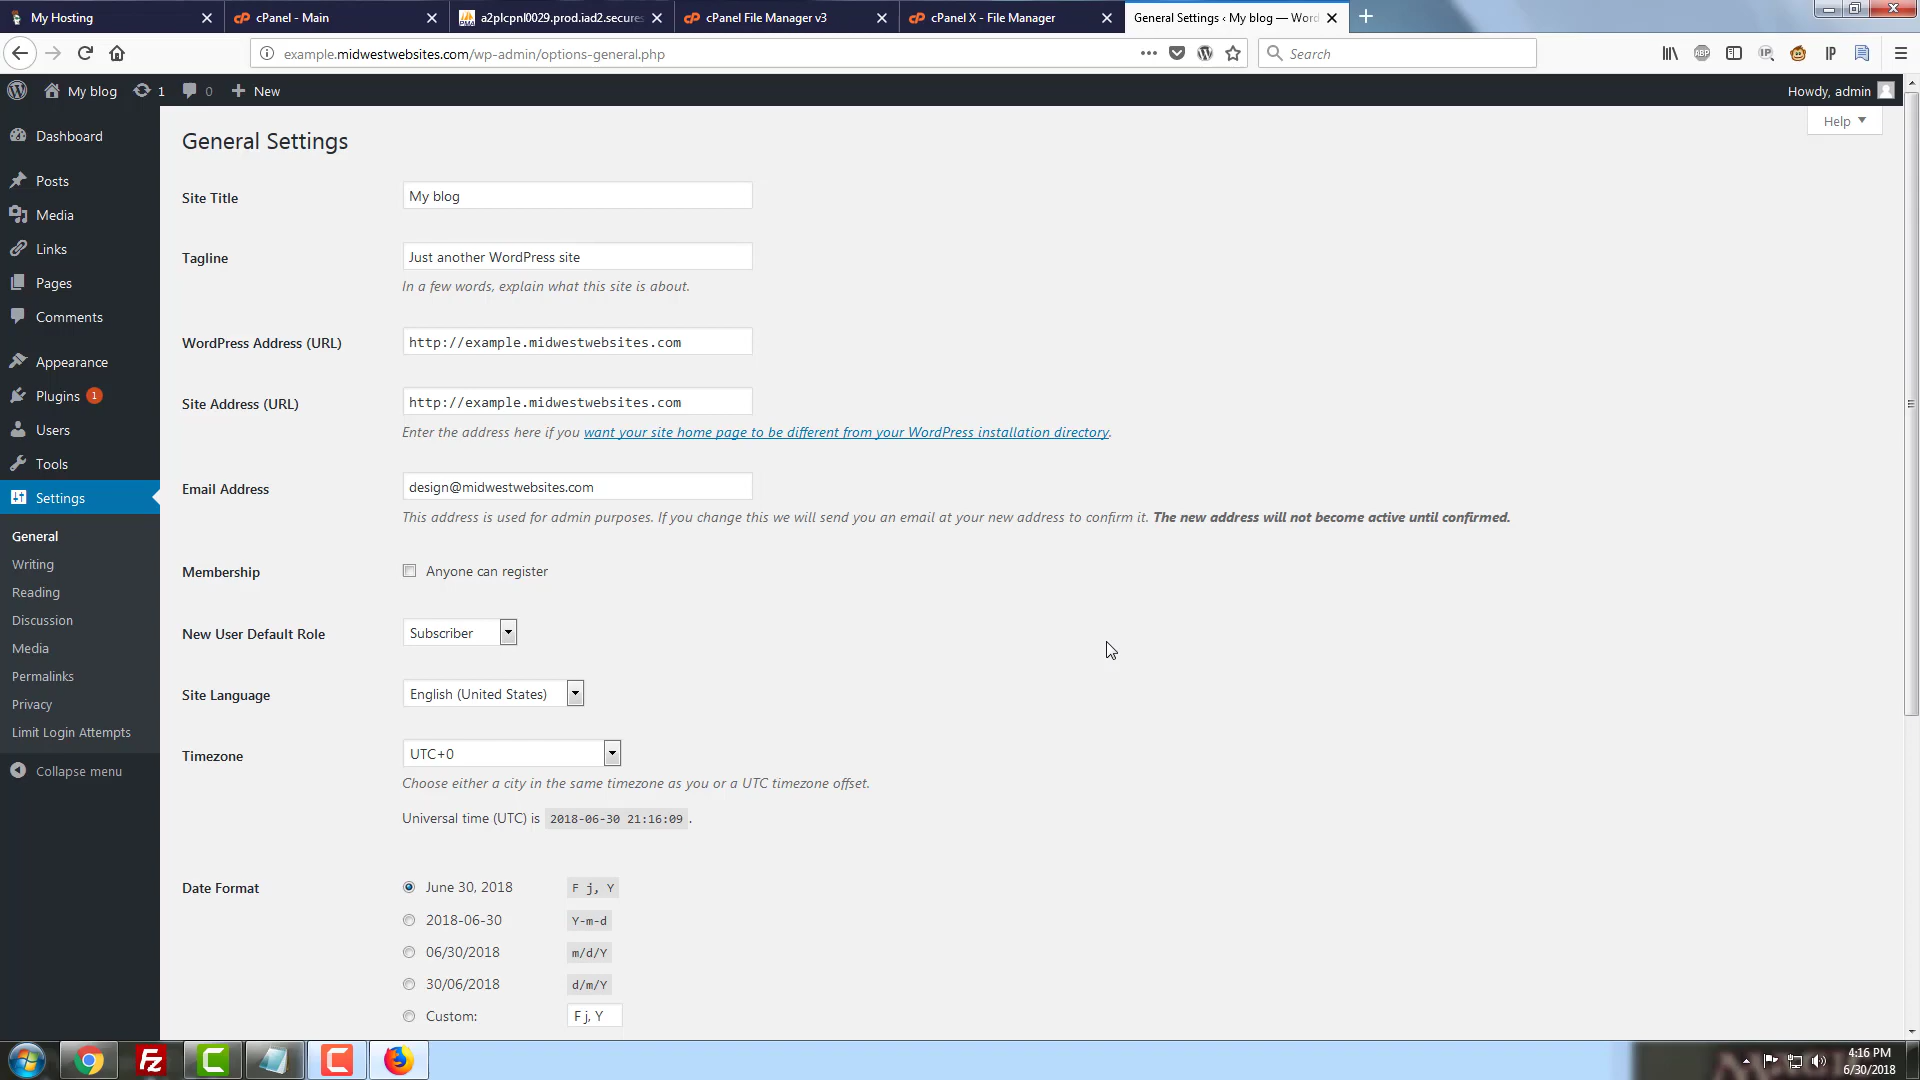 My Hosting
cPanel - Main
a2plcpnl0029.prod.iad2.secures
cPanel File Manager v3
cPanel X - File Manager
General Settings ‹ My blog — Word
example.midwestwebsites.com/wp-admin/options-general.php
Search
ABP
IP
IP
My blog
1
0
New
Howdy, admin
Help
Dashboard
Posts
Media
Links
Pages
Comments
Appearance
Plugins 1
Users
Tools
Settings
General
Writing
Reading
Discussion
Media
Permalinks
Privacy
Limit Login Attempts
Collapse menu
General Settings
Site Title
My blog
Tagline
Just another WordPress site
In a few words, explain what this site is about.
WordPress Address (URL)
http://example.midwestwebsites.com
Site Address (URL)
http://example.midwestwebsites.com
Enter the address here if you want your site home page to be different from your WordPress installation directory.
Email Address
design@midwestwebsites.com
This address is used for admin purposes. If you change this we will send you an email at your new address to confirm it. The new address will not become active until confirmed.
Membership
Anyone can register
New User Default Role
Subscriber
Site Language
English (United States)
Timezone
UTC+0
Choose either a city in the same timezone as you or a UTC timezone offset.
Universal time (UTC) is 2018-06-30 21:16:09 .
Date Format
June 30, 2018 F j, Y
2018-06-30 Y-m-d
06/30/2018 m/d/Y
30/06/2018 d/m/Y
Custom: F j, Y
4:16 PM
6/30/2018